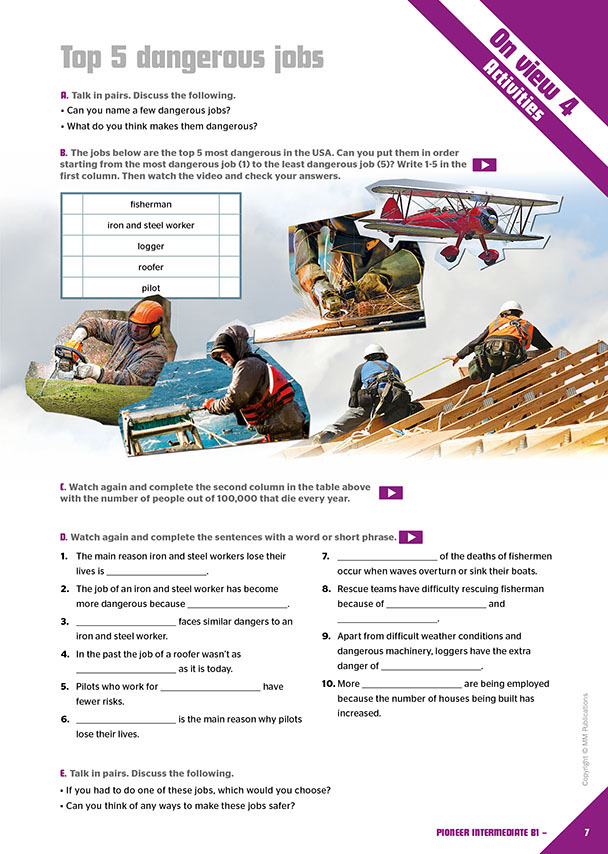 On view 4
Activities
Top 5 dangerous jobs
A. Talk in pairs. Discuss the following.
• Can you name a few dangerous jobs?
• What do you think makes them dangerous?
B. The jobs below are the top 5 most dangerous in the USA. Can you put them in order
starting from the most dangerous job (1) to the least dangerous job (5)? Write 1-5 in the
first column. Then watch the video and check your answers.
fisherman
iron and steel worker
logger
roofer
pilot
C. Watch again and complete the second column in the table above
with the number of people out of 100,000 that die every year.
D. Watch again and complete the sentences with a word or short phrase.
1. The main reason iron and steel workers lose their
lives is ____________________.
2. The job of an iron and steel worker has become
more dangerous because ____________________.
3. ____________________ faces similar dangers to an
iron and steel worker.
4. In the past the job of a roofer wasn't as
____________________ as it is today.
5. Pilots who work for ____________________ have
fewer risks.
6. ____________________ is the main reason why pilots
lose their lives.
7. ____________________ of the deaths of fishermen
occur when waves overturn or sink their boats.
8. Rescue teams have difficulty rescuing fisherman
because of ____________________ and
____________________.
9. Apart from difficult weather conditions and
dangerous machinery, loggers have the extra
danger of ____________________.
10. More ____________________ are being employed
because the number of houses being built has
increased.
E. Talk in pairs. Discuss the following.
• If you had to do one of these jobs, which would you choose?
• Can you think of any ways to make these jobs safer?
Copyright © MM Publications
PIONEER INTERMEDIATE B1 –
7